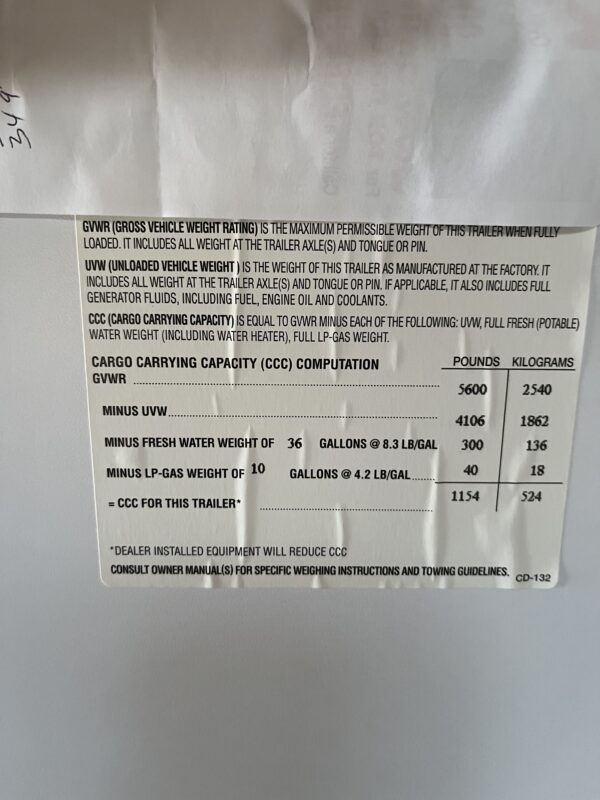 349
GVWR (GROSS VEHICLE WEIGHT RATING) IS THE MAXIMUM PERMISSIBLE WEIGHT OF THIS TRAILER WHEN FULLY
LOADED. IT INCLUDES ALL WEIGHT AT THE TRAILER AXLE(S) AND TONGUE OR PIN.
UVW (UNLOADED VEHICLE WEIGHT ) IS THE WEIGHT OF THIS TRAILER AS MANUFACTURED AT THE FACTORY. IT
INCLUDES ALL WEIGHT AT THE TRAILER AXLE(S) AND TONGUE OR PIN. IF APPLICABLE, IT ALSO INCLUDES FULL
GENERATOR FLUIDS, INCLUDING FUEL, ENGINE OIL AND COOLANTS.
CCC (CARGO CARRYING CAPACITY) IS EQUAL TO GVWR MINUS EACH OF THE FOLLOWING: UVW, FULL FRESH (POTABLE)
WATER WEIGHT (INCLUDING WATER HEATER), FULL LP-GAS WEIGHT.
CARGO CARRYING CAPACITY (CCC) COMPUTATION POUNDS KILOGRAMS
GVWR 5600 2540
MINUS UVW 4106 1862
MINUS FRESH WATER WEIGHT OF 36 GALLONS @ 8.3 LB/GAL 300 136
MINUS LP-GAS WEIGHT OF 10 GALLONS @ 4.2 LB/GAL 40 18
= CCC FOR THIS TRAILER* 1154 524
*DEALER INSTALLED EQUIPMENT WILL REDUCE CCC
CONSULT OWNER MANUAL(S) FOR SPECIFIC WEIGHING INSTRUCTIONS AND TOWING GUIDELINES. CD-132